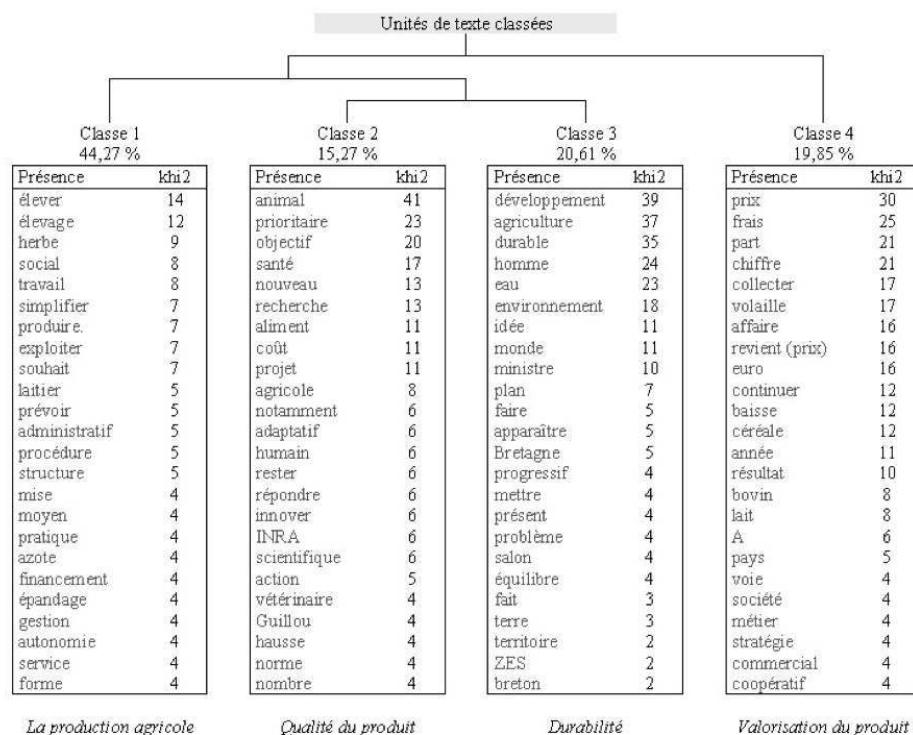 Unités de texte classées
Classe 1
44,27 %
Présence khi2
élever 14
élevage 12
herbe 9
social 8
travail 8
simplifier 7
produire. 7
exploiter 7
souhait 7
laitier 5
prévoir 5
administratif 5
procédure 5
structure 5
mise 4
moyen 4
pratique 4
azote 4
financement 4
épandage 4
gestion 4
autonomie 4
service 4
forme 4
La production agricole
Classe 2
15,27 %
Présence khi2
animal 41
prioritaire 23
objectif 20
santé 17
nouveau 13
recherche 13
aliment 11
coût 11
projet 11
agricole 8
notamment 6
adaptatif 6
humain 6
rester 6
répondre 6
innover 6
INRA 6
scientifique 6
action 5
vétérinaire 4
Guillou 4
hausse 4
norme 4
nombre 4
Qualité du produit
Classe 3
20,61 %
Présence khi2
développement 39
agriculture 37
durable 35
homme 24
eau 23
environnement 18
idée 11
monde 11
ministre 10
plan 7
faire 5
apparaître 5
Bretagne 5
progressif 4
mettre 4
présent 4
problème 4
salon 4
équilibre 4
fait 3
terre 3
territoire 2
ZES 2
breton 2
Durabilité
Classe 4
19,85 %
Présence khi2
prix 30
frais 25
part 21
chiffre 21
collecter 17
volaille 17
affaire 16
revient (prix) 16
euro 16
continuer 12
baisse 12
céréale 12
année 11
résultat 10
bovin 8
lait 8
A 6
pays 5
voie 4
société 4
métier 4
stratégie 4
commercial 4
coopératif 4
Valorisation du produit